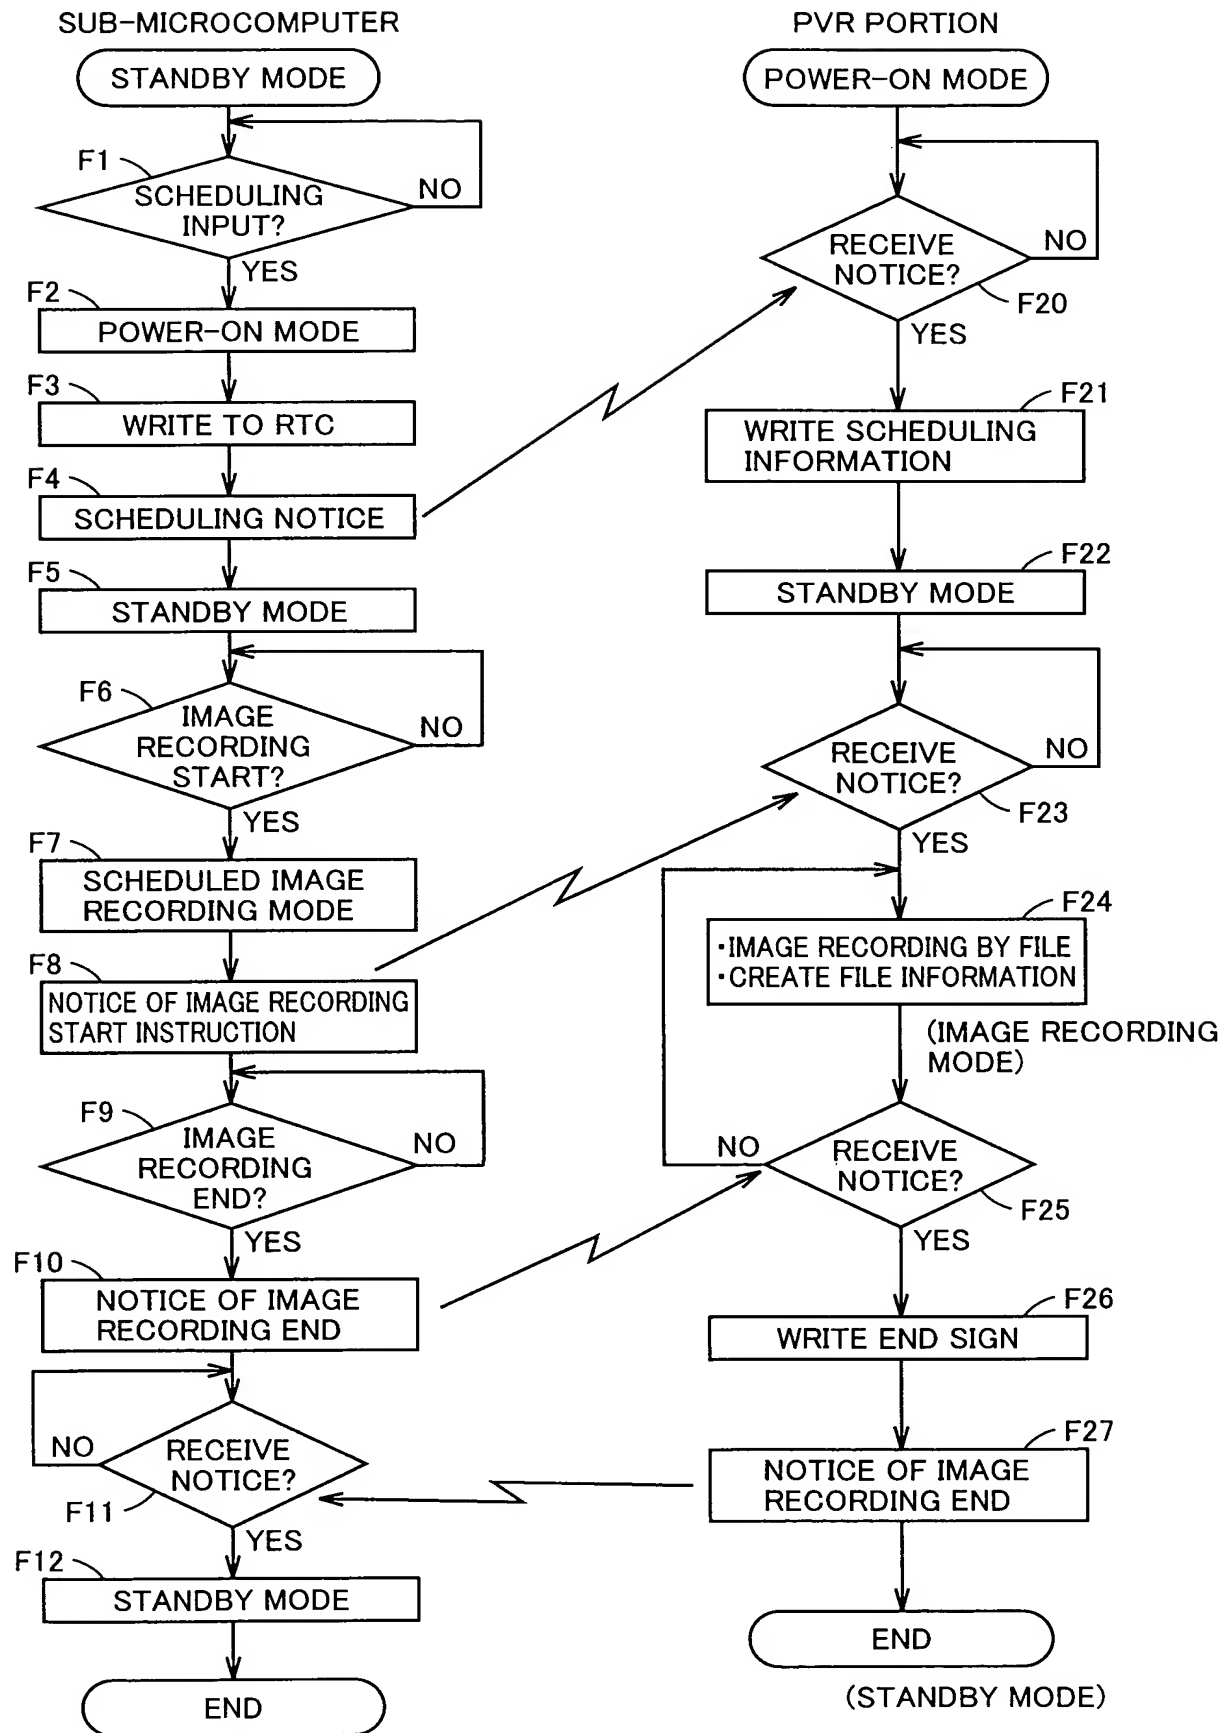 SUB-MICROCOMPUTER
STANDBY MODE
F1
SCHEDULING
INPUT?
NO
YES
F2
POWER-ON MODE
F3
WRITE TO RTC
F4
SCHEDULING NOTICE
F5
STANDBY MODE
F6
IMAGE
RECORDING
START?
NO
YES
F7
SCHEDULED IMAGE
RECORDING MODE
F8
NOTICE OF IMAGE RECORDING
START INSTRUCTION
F9
IMAGE
RECORDING
END?
NO
YES
F10
NOTICE OF IMAGE
RECORDING END
NO
RECEIVE
NOTICE?
F11
YES
F12
STANDBY MODE
END
PVR PORTION
POWER-ON MODE
RECEIVE
NOTICE?
NO
F20
YES
F21
WRITE SCHEDULING
INFORMATION
F22
STANDBY MODE
RECEIVE
NOTICE?
NO
F23
YES
F24
・IMAGE RECORDING BY FILE
・CREATE FILE INFORMATION
(IMAGE RECORDING
MODE)
NO
RECEIVE
NOTICE?
F25
YES
F26
WRITE END SIGN
F27
NOTICE OF IMAGE
RECORDING END
END
(STANDBY MODE)